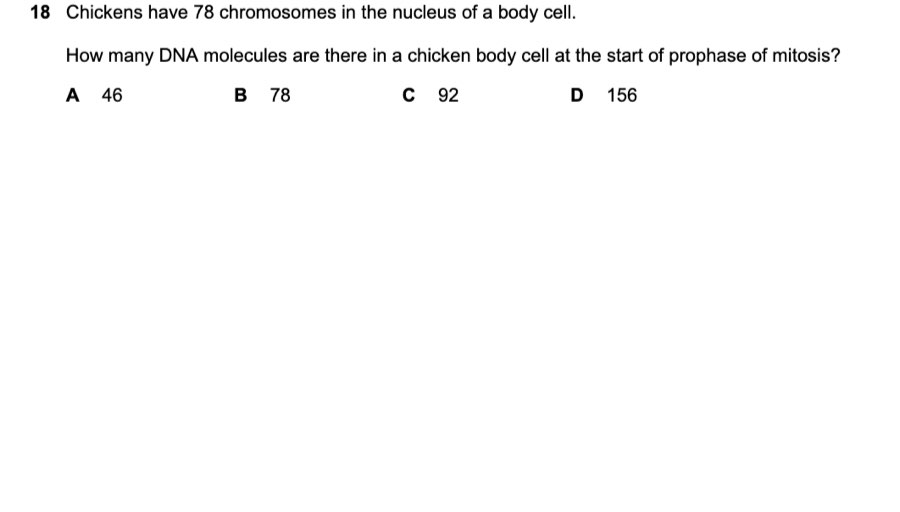 18 Chickens have 78 chromosomes in the nucleus of a body cell.
How many DNA molecules are there in a chicken body cell at the start of prophase of mitosis?
A 46 B 78 C 92 D 156